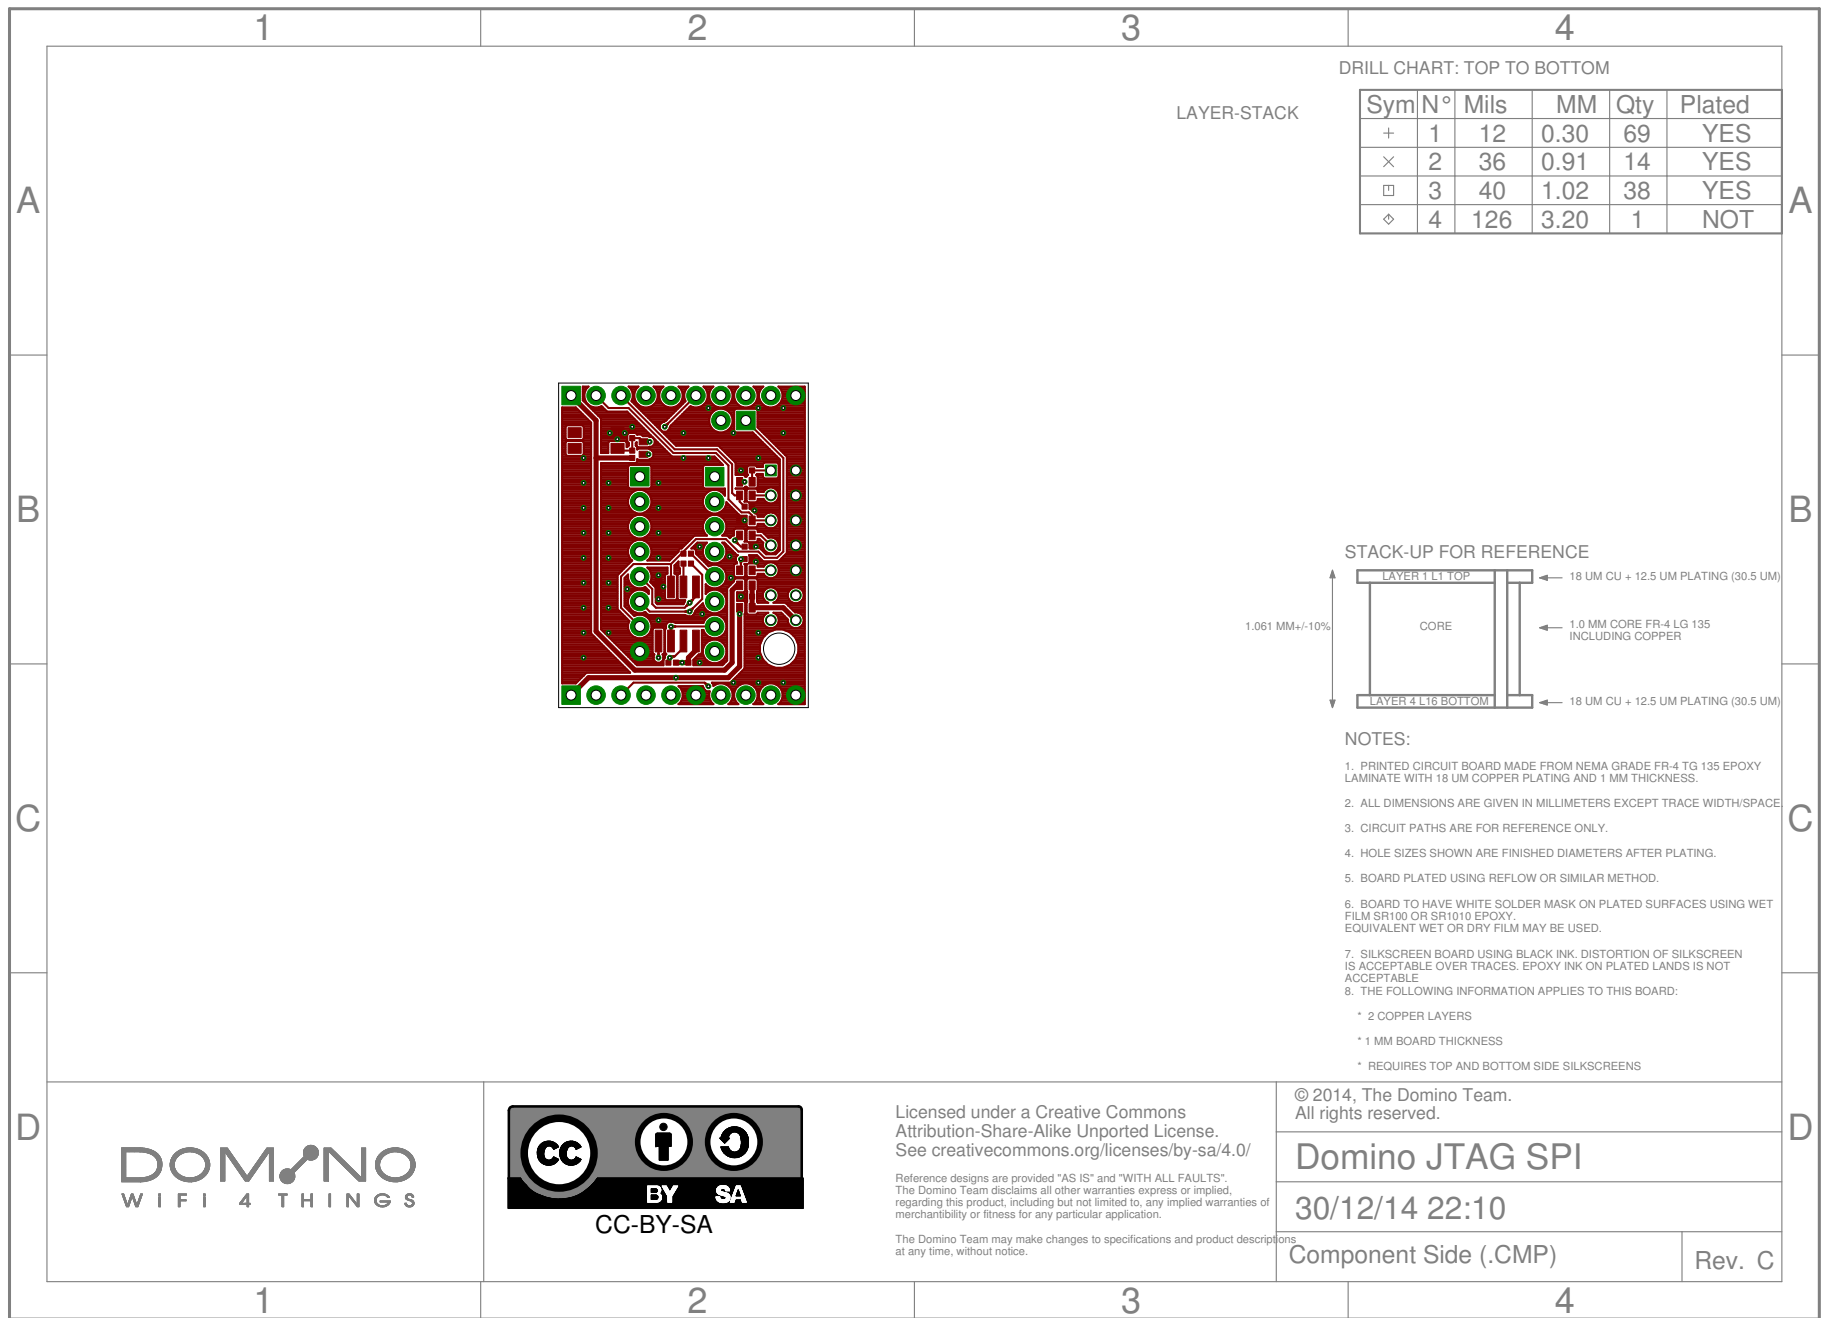 1 2 3 4
DRILL CHART: TOP TO BOTTOM
LAYER-STACK
Sym N° Mils MM Qty Plated
+ 1 12 0.30 69 YES
× 2 36 0.91 14 YES
3 40 1.02 38 YES
4 126 3.20 1 NOT
A A
B B
STACK-UP FOR REFERENCE
LAYER 1 L1 TOP
18 UM CU + 12.5 UM PLATING (30.5 UM)
1.061 MM+/-10%
CORE
1.0 MM CORE FR-4 LG 135
INCLUDING COPPER
LAYER 4 L16 BOTTOM
18 UM CU + 12.5 UM PLATING (30.5 UM)
NOTES:
1. PRINTED CIRCUIT BOARD MADE FROM NEMA GRADE FR-4 TG 135 EPOXY
LAMINATE WITH 18 UM COPPER PLATING AND 1 MM THICKNESS.
2. ALL DIMENSIONS ARE GIVEN IN MILLIMETERS EXCEPT TRACE WIDTH/SPACE
C C
3. CIRCUIT PATHS ARE FOR REFERENCE ONLY.
4. HOLE SIZES SHOWN ARE FINISHED DIAMETERS AFTER PLATING.
5. BOARD PLATED USING REFLOW OR SIMILAR METHOD.
6. BOARD TO HAVE WHITE SOLDER MASK ON PLATED SURFACES USING WET
FILM SR100 OR SR1010 EPOXY.
EQUIVALENT WET OR DRY FILM MAY BE USED.
7. SILKSCREEN BOARD USING BLACK INK. DISTORTION OF SILKSCREEN
IS ACCEPTABLE OVER TRACES. EPOXY INK ON PLATED LANDS IS NOT
ACCEPTABLE
8. THE FOLLOWING INFORMATION APPLIES TO THIS BOARD:
* 2 COPPER LAYERS
* 1 MM BOARD THICKNESS
* REQUIRES TOP AND BOTTOM SIDE SILKSCREENS
D D
DOMINO
WIFI 4 THINGS
cc
BY SA
CC-BY-SA
Licensed under a Creative Commons
Attribution-Share-Alike Unported License.
See creativecommons.org/licenses/by-sa/4.0/
Reference designs are provided "AS IS" and "WITH ALL FAULTS".
The Domino Team disclaims all other warranties express or implied,
regarding this product, including but not limited to, any implied warranties of
merchantibility or fitness for any particular application.
The Domino Team may make changes to specifications and product descriptions
at any time, without notice.
© 2014, The Domino Team.
All rights reserved.
Domino JTAG SPI
30/12/14 22:10
Component Side (.CMP)
Rev. C
1 2 3 4